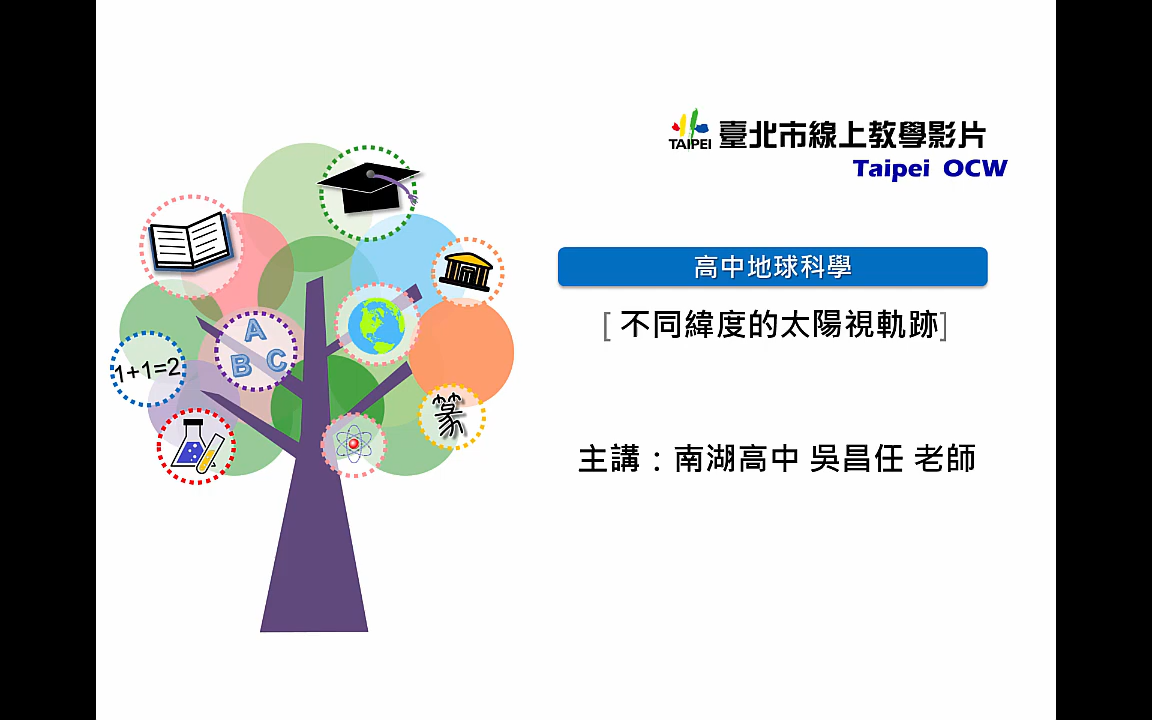 TAIPEI 臺北市線上教學影片
Taipei OCW
高中地球科學
[ 不同緯度的太陽視軌跡]
主講：南湖高中 吳昌任 老師
A
B C
1+1=2
篆